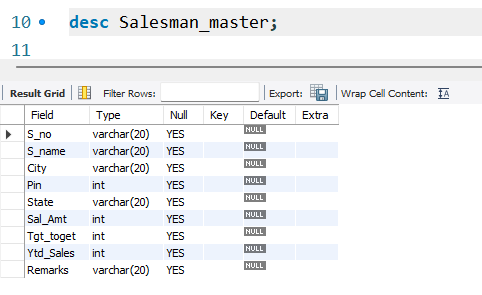 10 desc Salesman_master;
11
Result Grid Filter Rows: Export: Wrap Cell Content:
Field Type Null Key Default Extra
S_no varchar(20) YES NULL
S_name varchar(20) YES NULL
City varchar(20) YES NULL
Pin int YES NULL
State varchar(20) YES NULL
Sal_Amt int YES NULL
Tgt_toget int YES NULL
Ytd_Sales int YES NULL
Remarks varchar(20) YES NULL